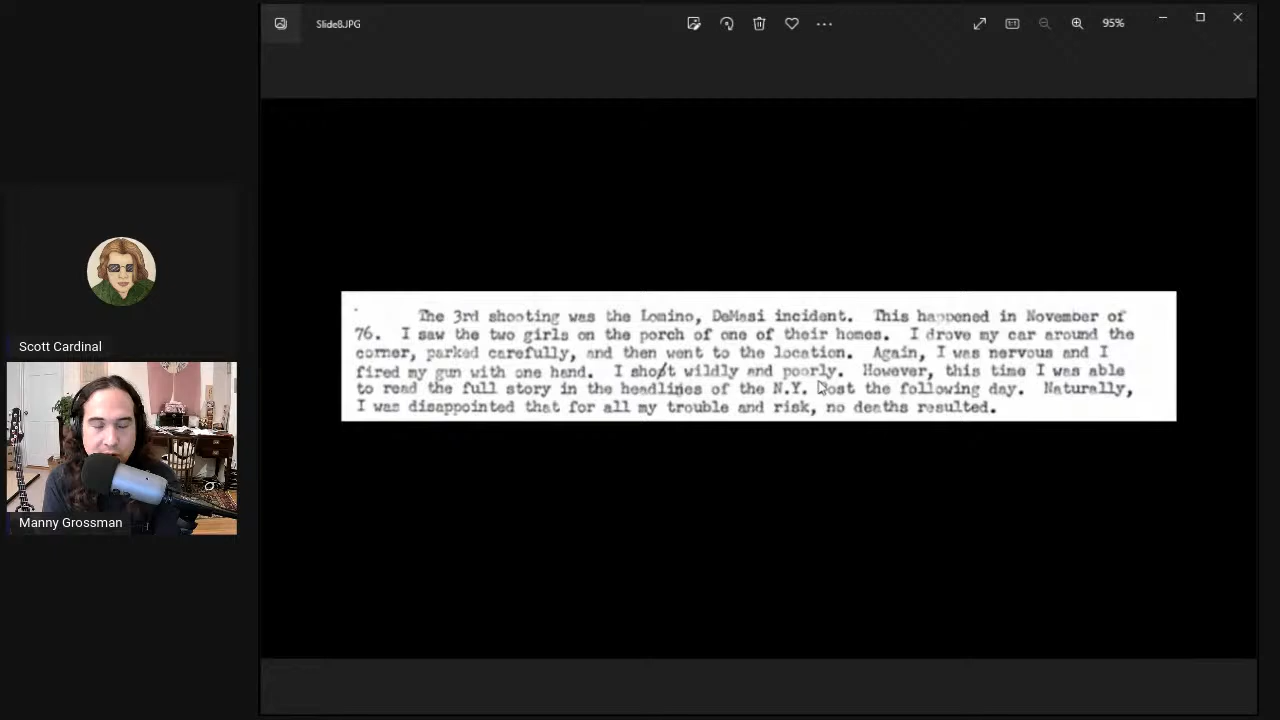 Slide8.JPG
95%
The 3rd shooting was the Lomino, DeMasi incident. This happened in November of
76. I saw the two girls on the porch of one of their homes. I drove my car around the
corner, parked carefully, and then went to the location. Again, I was nervous and I
fired my gun with one hand. I sho/t wildly and poorly. However, this time I was able
to read the full story in the headlines of the N.Y. Post the following day. Naturally,
I was disappointed that for all my trouble and risk, no deaths resulted.
Scott Cardinal
Manny Grossman